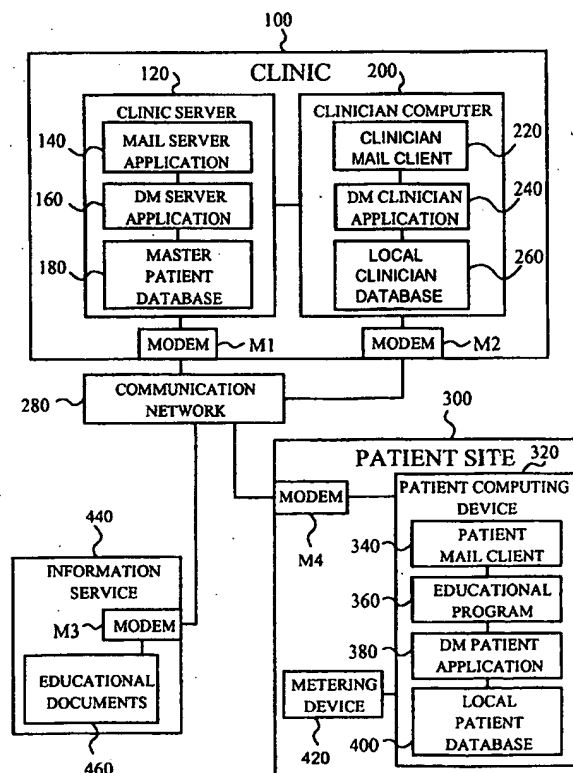 100
CLINIC
120
200
CLINIC SERVER
CLINICIAN COMPUTER
140
MAIL SERVER
APPLICATION
CLINICIAN
MAIL CLIENT
220
160
DM SERVER
APPLICATION
DM CLINICIAN
APPLICATION
240
180
MASTER
PATIENT
DATABASE
LOCAL
CLINICIAN
DATABASE
260
MODEM
M1
MODEM
M2
280
COMMUNICATION
NETWORK
300
PATIENT SITE
320
MODEM
M4
PATIENT COMPUTING
DEVICE
340
PATIENT
MAIL CLIENT
360
EDUCATIONAL
PROGRAM
380
DM PATIENT
APPLICATION
METERING
DEVICE
420
400
LOCAL
PATIENT
DATABASE
440
INFORMATION
SERVICE
M3
MODEM
EDUCATIONAL
DOCUMENTS
460